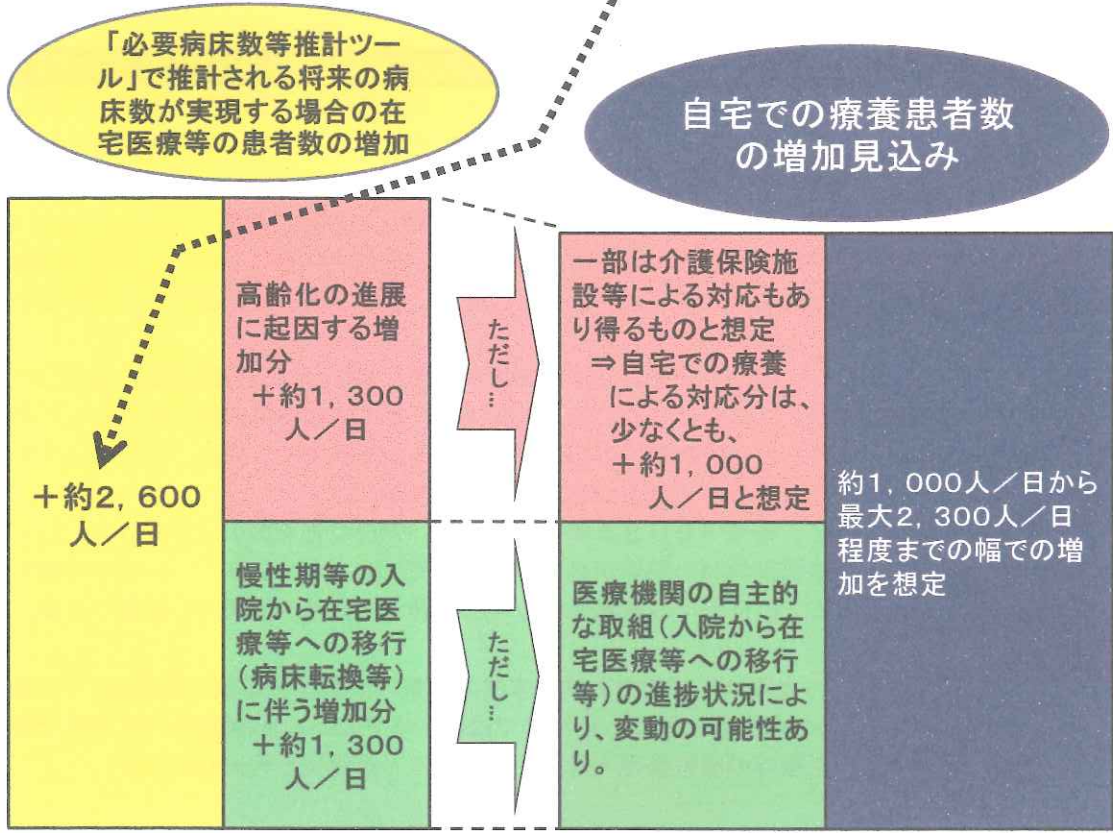 「必要病床数等推計ツー
ル」で推計される将来の病
床数が実現する場合の在
宅医療等の患者数の増加
自宅での療養患者数
の増加見込み
＋約2，600
人／日
高齢化の進展
に起因する増
加分
＋約1，300
人／日
ただし…
一部は介護保険施
設等による対応もあ
り得るものと想定
⇒自宅での療養
による対応分は、
少なくとも、
＋約1，000
人／日と想定
慢性期等の入
院から在宅医
療等への移行
（病床転換等）
に伴う増加分
＋約1，300
人／日
ただし…
医療機関の自主的
な取組（入院から在
宅医療等への移行
等）の進捗状況によ
り、変動の可能性あ
り。
約1，000人／日から
最大2，300人／日
程度までの幅での増
加を想定